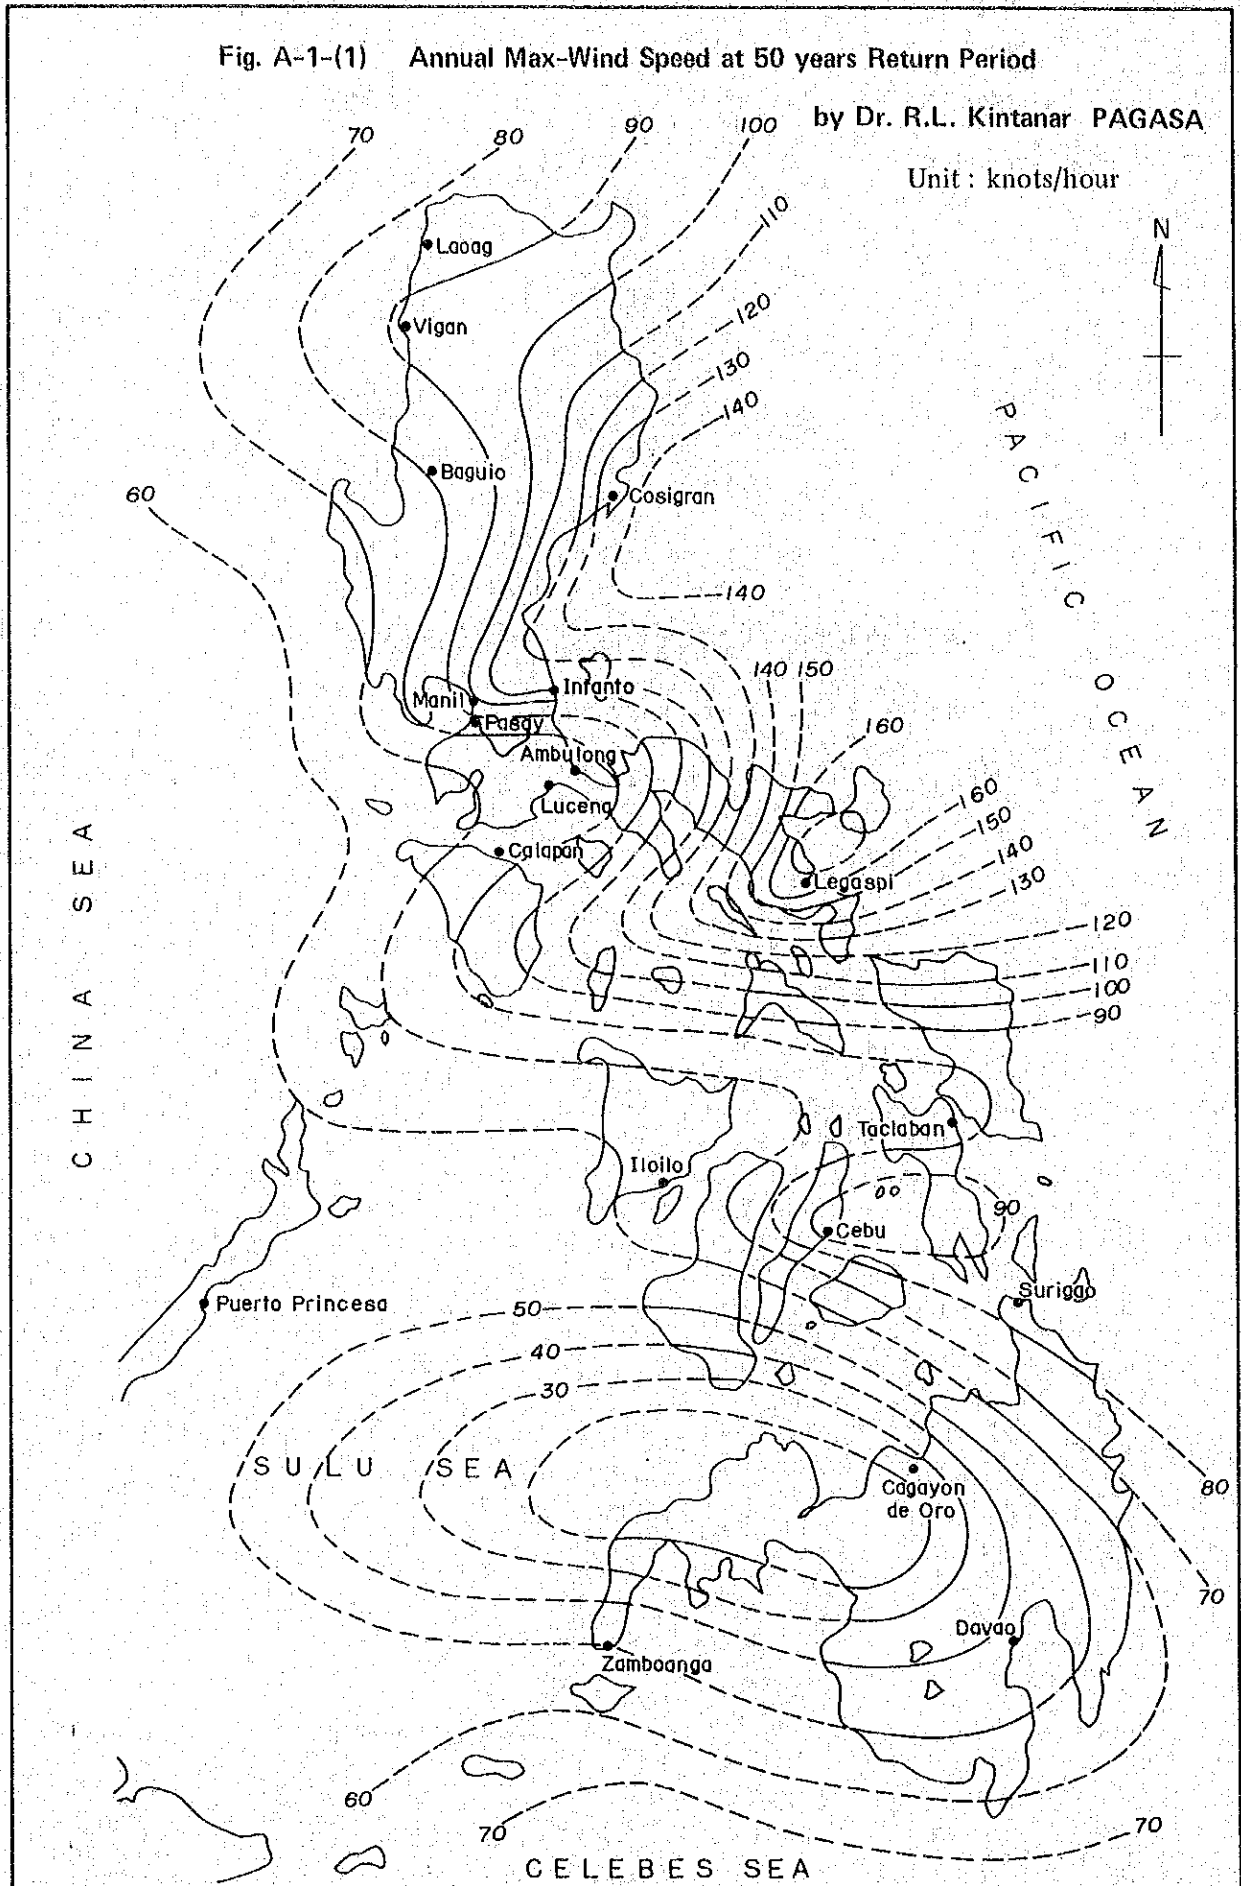 Fig. A-1-(1) Annual Max-Wind Speed at 50 years Return Period
by Dr. R.L. Kintanar PAGASA
Unit : knots/hour
70
80
90
100
110
N
Laoag
120
Vigan
130
140
PACIFIC OCEAN
Baguio
60
Cosigran
140
140 150
Infanto
Manil
Pasay
160
Ambulong
Lucena
160
150
CHINA SEA
Calapan
140
Legaspi
130
120
110
100
90
Taclaban
Iloilo
90
Cebu
Suriggo
Puerto Princesa
50
40
30
SULU SEA
Cagayon
de Oro
80
70
Davao
Zamboanga
60
70
70
CELEBES SEA